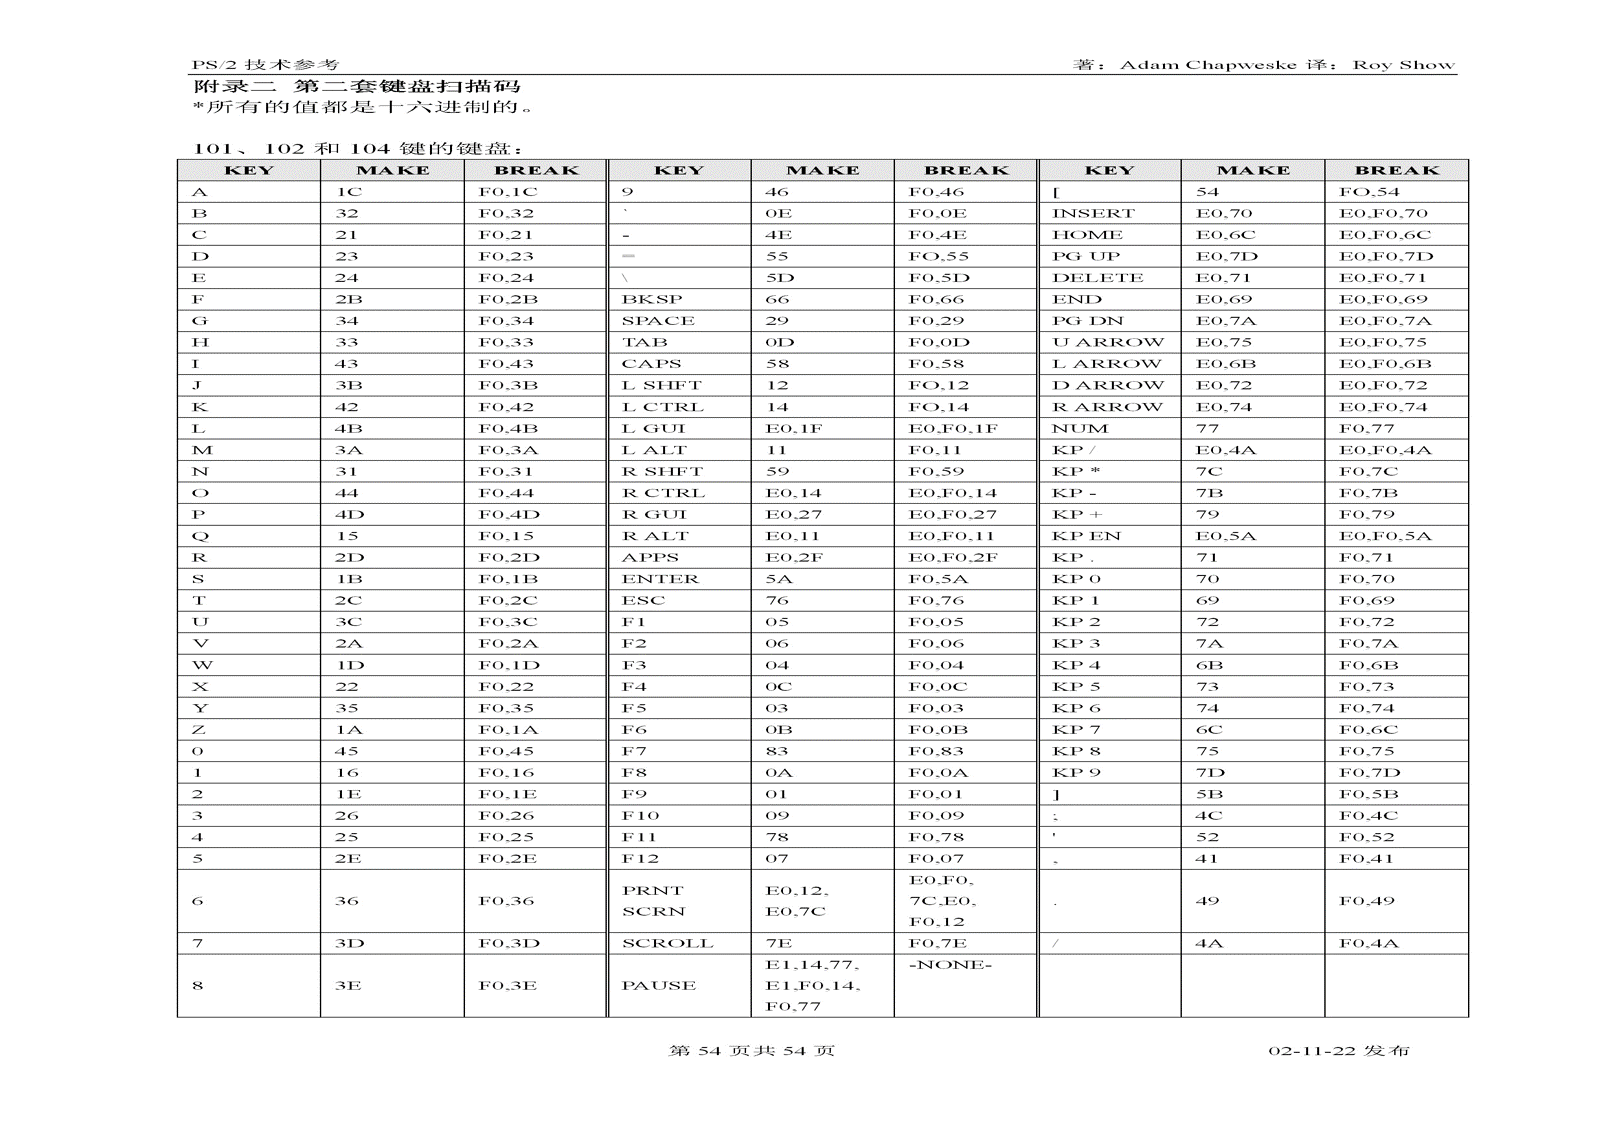 PS/2 技术参考 著：Adam Chapweske 译：Roy Show
附录二 第二套键盘扫描码
*所有的值都是十六进制的。
101、102 和 104 键的键盘：
KEY MAKE BREAK KEY MAKE BREAK KEY MAKE BREAK
A 1C F0,1C 9 46 F0,46 [ 54 FO,54
B 32 F0,32 ` 0E F0,0E INSERT E0,70 E0,F0,70
C 21 F0,21 - 4E F0,4E HOME E0,6C E0,F0,6C
D 23 F0,23 = 55 FO,55 PG UP E0,7D E0,F0,7D
E 24 F0,24 \ 5D F0,5D DELETE E0,71 E0,F0,71
F 2B F0,2B BKSP 66 F0,66 END E0,69 E0,F0,69
G 34 F0,34 SPACE 29 F0,29 PG DN E0,7A E0,F0,7A
H 33 F0,33 TAB 0D F0,0D U ARROW E0,75 E0,F0,75
I 43 F0,43 CAPS 58 F0,58 L ARROW E0,6B E0,F0,6B
J 3B F0,3B L SHFT 12 FO,12 D ARROW E0,72 E0,F0,72
K 42 F0,42 L CTRL 14 FO,14 R ARROW E0,74 E0,F0,74
L 4B F0,4B L GUI E0,1F E0,F0,1F NUM 77 F0,77
M 3A F0,3A L ALT 11 F0,11 KP / E0,4A E0,F0,4A
N 31 F0,31 R SHFT 59 F0,59 KP * 7C F0,7C
O 44 F0,44 R CTRL E0,14 E0,F0,14 KP - 7B F0,7B
P 4D F0,4D R GUI E0,27 E0,F0,27 KP + 79 F0,79
Q 15 F0,15 R ALT E0,11 E0,F0,11 KP EN E0,5A E0,F0,5A
R 2D F0,2D APPS E0,2F E0,F0,2F KP . 71 F0,71
S 1B F0,1B ENTER 5A F0,5A KP 0 70 F0,70
T 2C F0,2C ESC 76 F0,76 KP 1 69 F0,69
U 3C F0,3C F1 05 F0,05 KP 2 72 F0,72
V 2A F0,2A F2 06 F0,06 KP 3 7A F0,7A
W 1D F0,1D F3 04 F0,04 KP 4 6B F0,6B
X 22 F0,22 F4 0C F0,0C KP 5 73 F0,73
Y 35 F0,35 F5 03 F0,03 KP 6 74 F0,74
Z 1A F0,1A F6 0B F0,0B KP 7 6C F0,6C
0 45 F0,45 F7 83 F0,83 KP 8 75 F0,75
1 16 F0,16 F8 0A F0,0A KP 9 7D F0,7D
2 1E F0,1E F9 01 F0,01 ] 5B F0,5B
3 26 F0,26 F10 09 F0,09 ; 4C F0,4C
4 25 F0,25 F11 78 F0,78 ' 52 F0,52
5 2E F0,2E F12 07 F0,07 , 41 F0,41
6 36 F0,36 PRNT SCRN E0,12, E0,7C E0,F0, 7C,E0, F0,12 . 49 F0,49
7 3D F0,3D SCROLL 7E F0,7E / 4A F0,4A
8 3E F0,3E PAUSE E1,14,77, E1,F0,14, F0,77 -NONE-
第 54 页共 54 页 02-11-22 发布